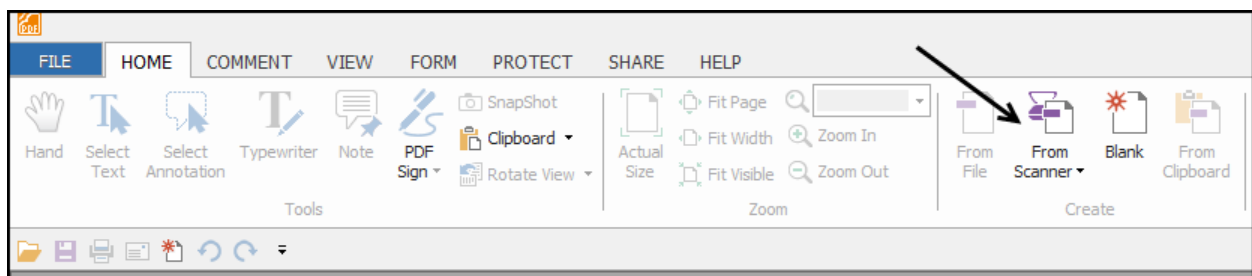 PDF
FILE HOME COMMENT VIEW FORM PROTECT SHARE HELP
Hand
Select
Text
Select
Annotation
Typewriter
Note
PDF
Sign
SnapShot
Clipboard
Rotate View
Tools
Actual
Size
Fit Page
Fit Width
Fit Visible
Zoom In
Zoom Out
Zoom
From
File
From
Scanner
Blank
From
Clipboard
Create